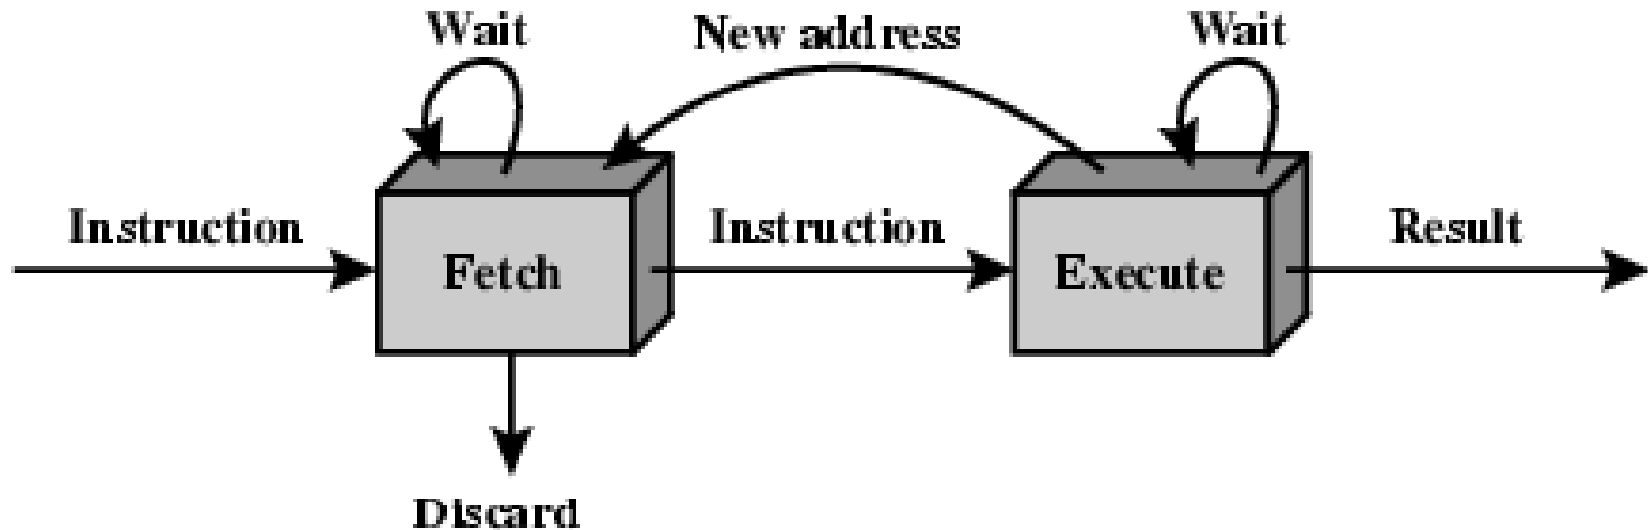 Wait
New address
Wait
Instruction
Instruction
Result
Fetch
Execute
Discard